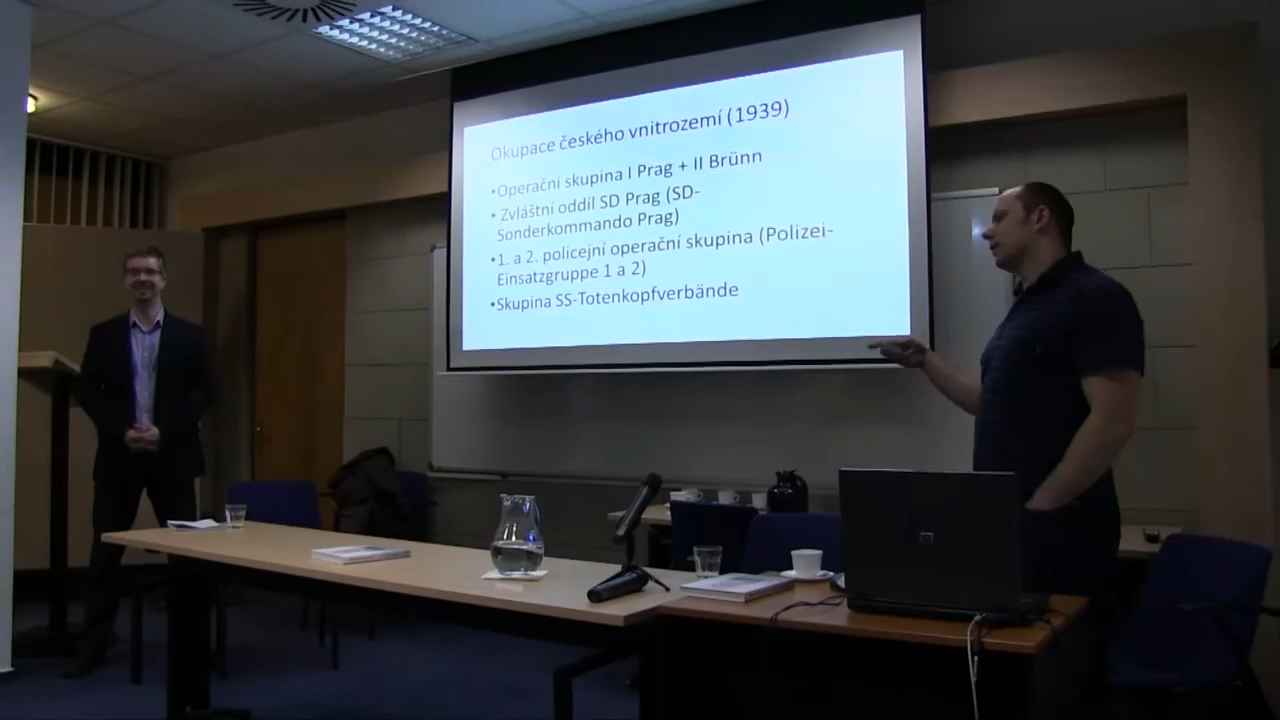 Okupace českého vnitrozemí (1939)
•Operační skupina I Prag + II Brünn
• Zvláštní oddíl SD Prag (SD-
Sonderkommando Prag)
•1. a 2. policejní operační skupina (Polizei-
Einsatzgruppe 1 a 2)
•Skupina SS-Totenkopfverbände